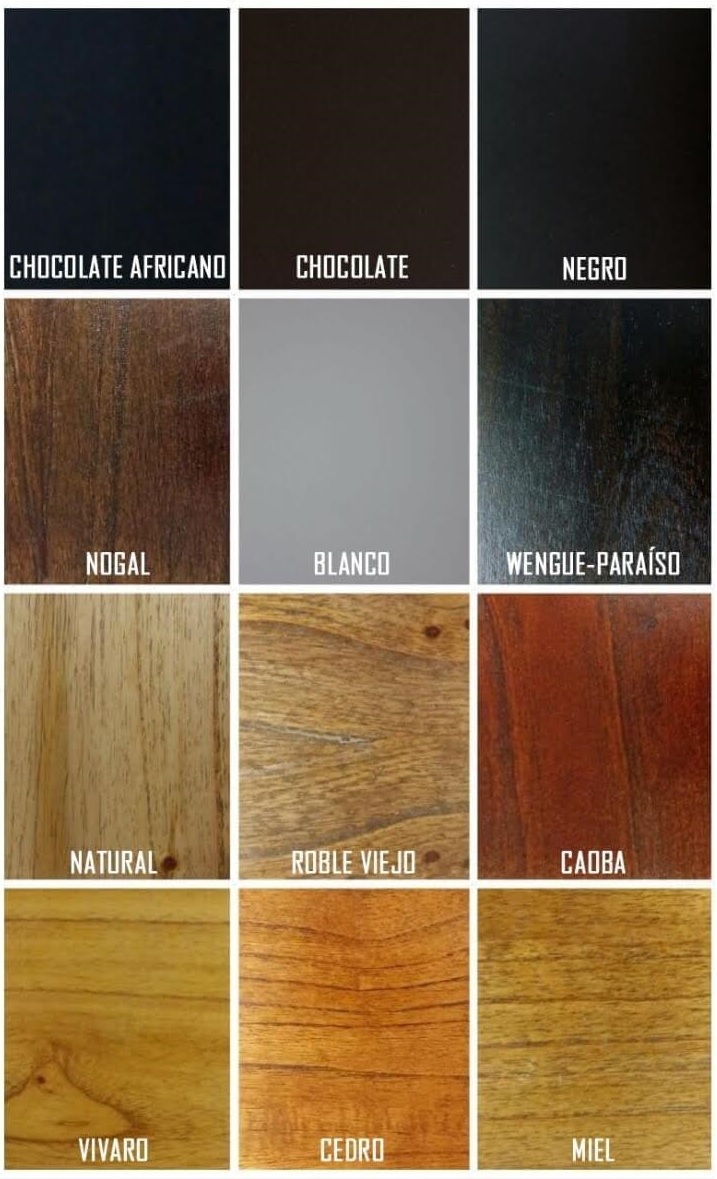 CHOCOLATE AFRICANO
CHOCOLATE
NEGRO
NOGAL
BLANCO
WENGUE-PARAÍSO
NATURAL
ROBLE VIEJO
CAOBA
VIVARO
CEDRO
MIEL